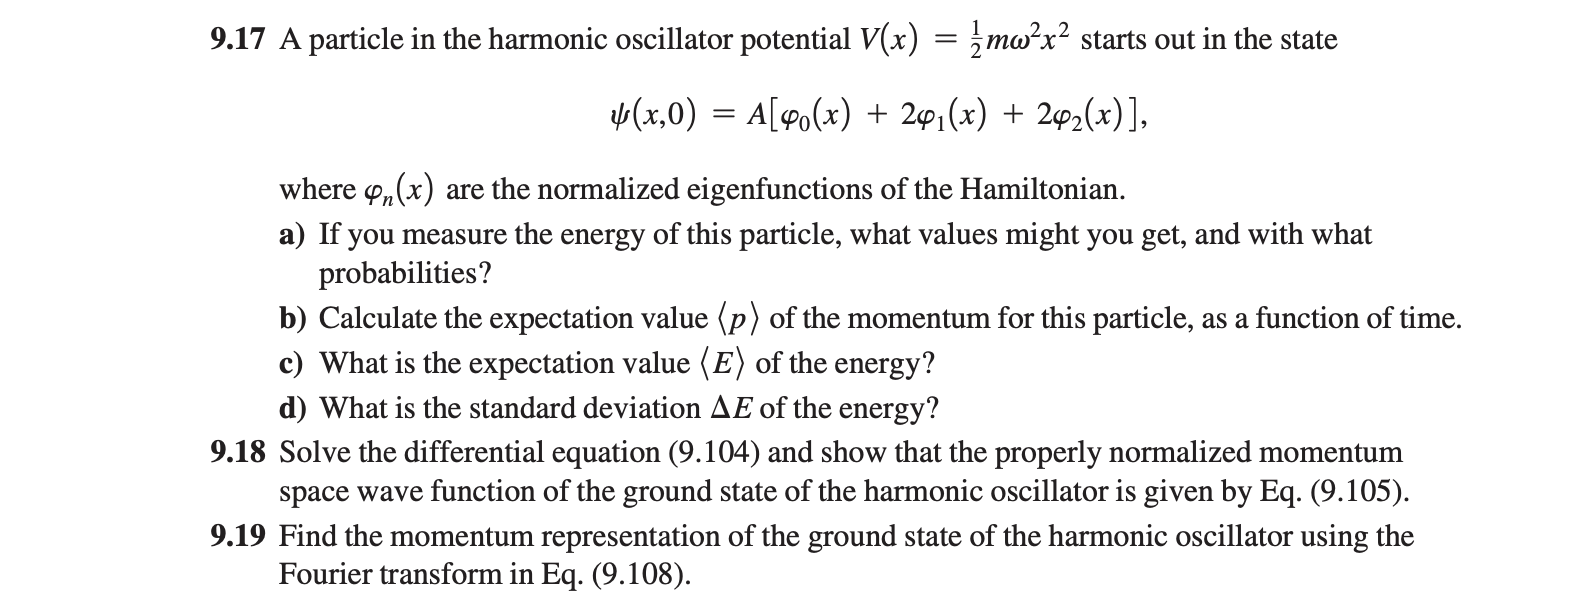 9.17 A particle in the harmonic oscillator potential V(x) = ½mω²x² starts out in the state
ψ(x,0) = A[φ₀(x) + 2φ₁(x) + 2φ₂(x)],
where φₙ(x) are the normalized eigenfunctions of the Hamiltonian.
a) If you measure the energy of this particle, what values might you get, and with what
probabilities?
b) Calculate the expectation value ⟨p⟩ of the momentum for this particle, as a function of time.
c) What is the expectation value ⟨E⟩ of the energy?
d) What is the standard deviation ΔE of the energy?
9.18 Solve the differential equation (9.104) and show that the properly normalized momentum
space wave function of the ground state of the harmonic oscillator is given by Eq. (9.105).
9.19 Find the momentum representation of the ground state of the harmonic oscillator using the
Fourier transform in Eq. (9.108).